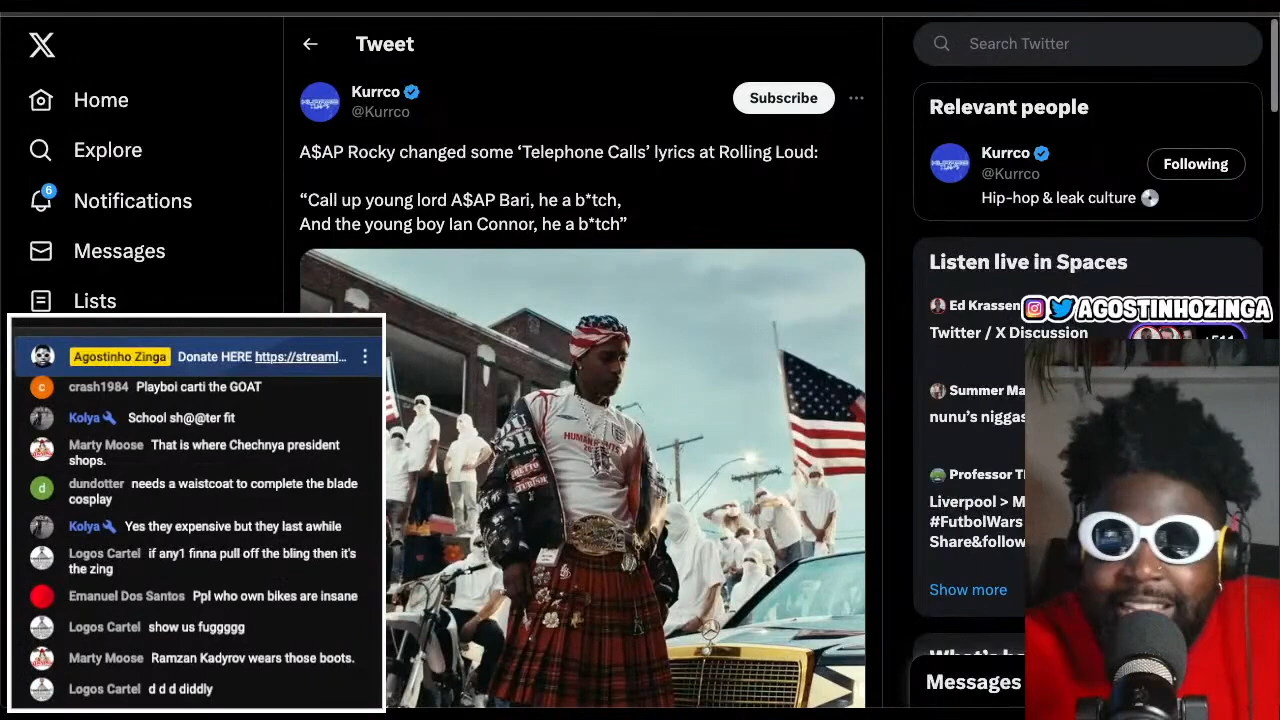 Home
Explore
6
Notifications
Messages
Lists
Tweet
Kurrco
@Kurrco
Subscribe
A$AP Rocky changed some ‘Telephone Calls’ lyrics at Rolling Loud:
“Call up young lord A$AP Bari, he a b*tch,
And the young boy Ian Connor, he a b*tch”
HUMAN
Search Twitter
Relevant people
Kurrco
@Kurrco
Following
Hip-hop & leak culture
Listen live in Spaces
Ed Krassen
Twitter / X Discussion
AGOSTINHOZINGA
Summer Ma
nunu's niggas
Professor T
Liverpool > M
#FutbolWars
Share&follow
Show more
Messages
Agostinho Zinga Donate HERE https://streaml...
c crash1984 Playboi carti the GOAT
Kolya School sh@@ter fit
Marty Moose That is where Chechnya president
shops.
d dundotter needs a waistcoat to complete the blade
cosplay
Kolya Yes they expensive but they last awhile
Logos Cartel if any1 finna pull off the bling then it's
the zing
Emanuel Dos Santos Ppl who own bikes are insane
Logos Cartel show us fuggggg
Marty Moose Ramzan Kadyrov wears those boots.
Logos Cartel d d d diddly